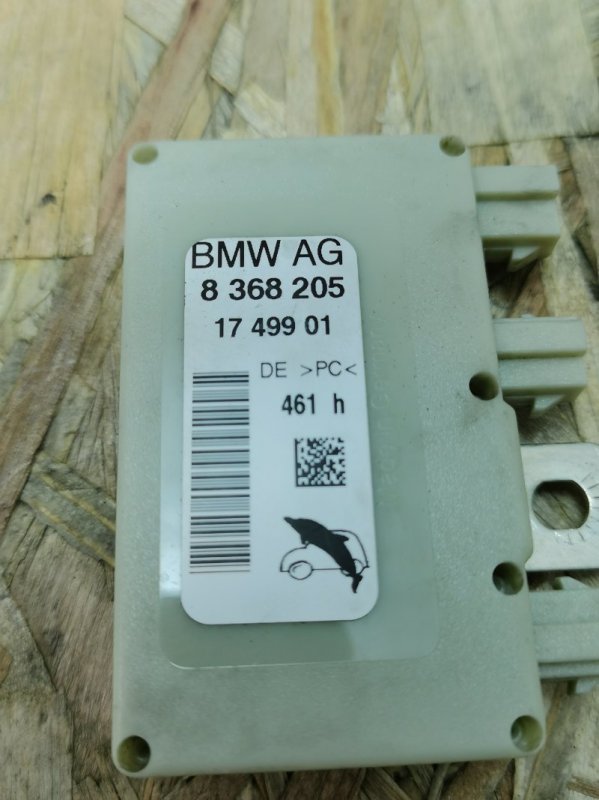 BMW AG
8 368 205
17 499 01
DE >PC<
461 h